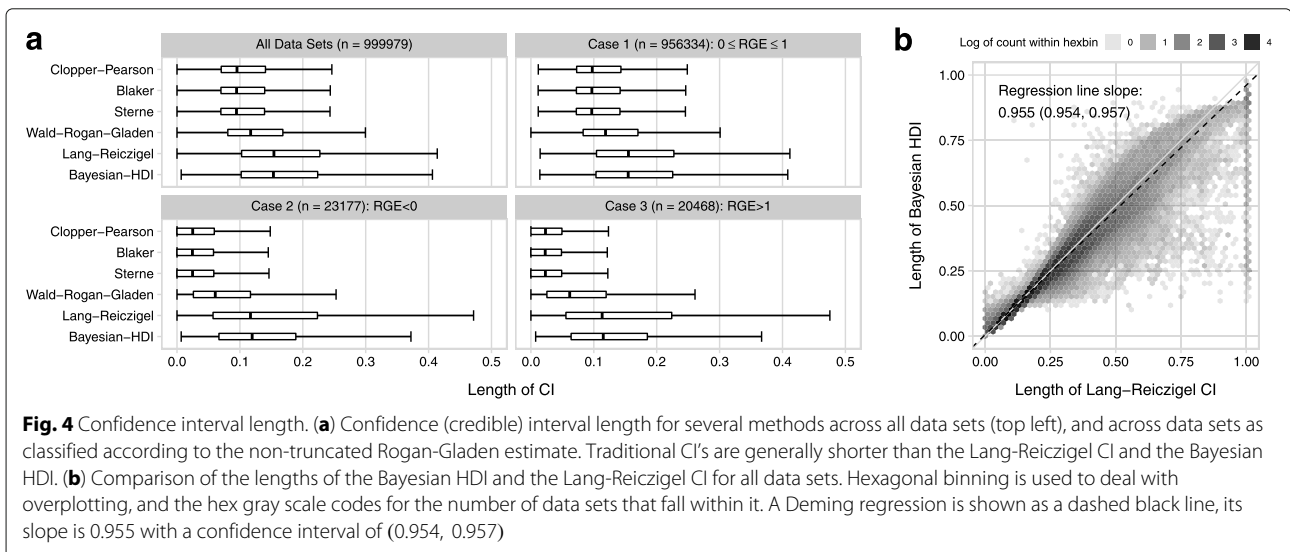 a
All Data Sets (n = 999979)
Case 1 (n = 956334): 0 ≤ RGE ≤ 1
Clopper−Pearson
Blaker
Sterne
Wald−Rogan−Gladen
Lang−Reiczigel
Bayesian−HDI
Case 2 (n = 23177): RGE<0
Case 3 (n = 20468): RGE>1
Clopper−Pearson
Blaker
Sterne
Wald−Rogan−Gladen
Lang−Reiczigel
Bayesian−HDI
0.0 0.1 0.2 0.3 0.4 0.5
0.0 0.1 0.2 0.3 0.4 0.5
Length of CI
b
Log of count within hexbin 0 1 2 3 4
Regression line slope:
0.955 (0.954, 0.957)
1.00
0.75
0.50
0.25
0.00
Length of Bayesian HDI
0.00 0.25 0.50 0.75 1.00
Length of Lang−Reiczigel CI
Fig. 4 Confidence interval length. (a) Confidence (credible) interval length for several methods across all data sets (top left), and across data sets as
classified according to the non-truncated Rogan-Gladen estimate. Traditional CI's are generally shorter than the Lang-Reiczigel CI and the Bayesian
HDI. (b) Comparison of the lengths of the Bayesian HDI and the Lang-Reiczigel CI for all data sets. Hexagonal binning is used to deal with
overplotting, and the hex gray scale codes for the number of data sets that fall within it. A Deming regression is shown as a dashed black line, its
slope is 0.955 with a confidence interval of (0.954, 0.957)